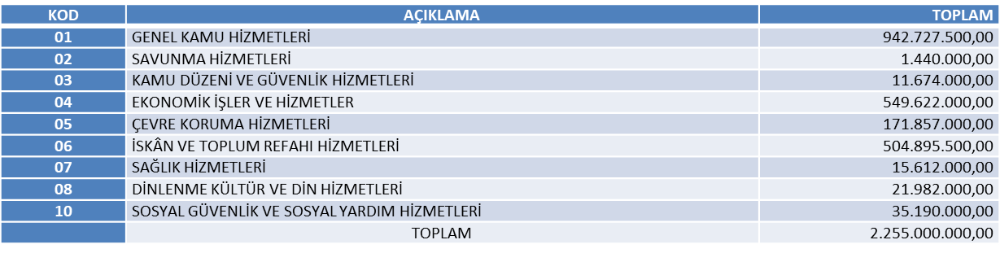 KOD AÇIKLAMA TOPLAM
01 GENEL KAMU HİZMETLERİ 942.727.500,00
02 SAVUNMA HİZMETLERİ 1.440.000,00
03 KAMU DÜZENİ VE GÜVENLİK HİZMETLERİ 11.674.000,00
04 EKONOMİK İŞLER VE HİZMETLER 549.622.000,00
05 ÇEVRE KORUMA HİZMETLERİ 171.857.000,00
06 İSKÂN VE TOPLUM REFAHI HİZMETLERİ 504.895.500,00
07 SAĞLIK HİZMETLERİ 15.612.000,00
08 DİNLENME KÜLTÜR VE DİN HİZMETLERİ 21.982.000,00
10 SOSYAL GÜVENLİK VE SOSYAL YARDIM HİZMETLERİ 35.190.000,00
TOPLAM 2.255.000.000,00